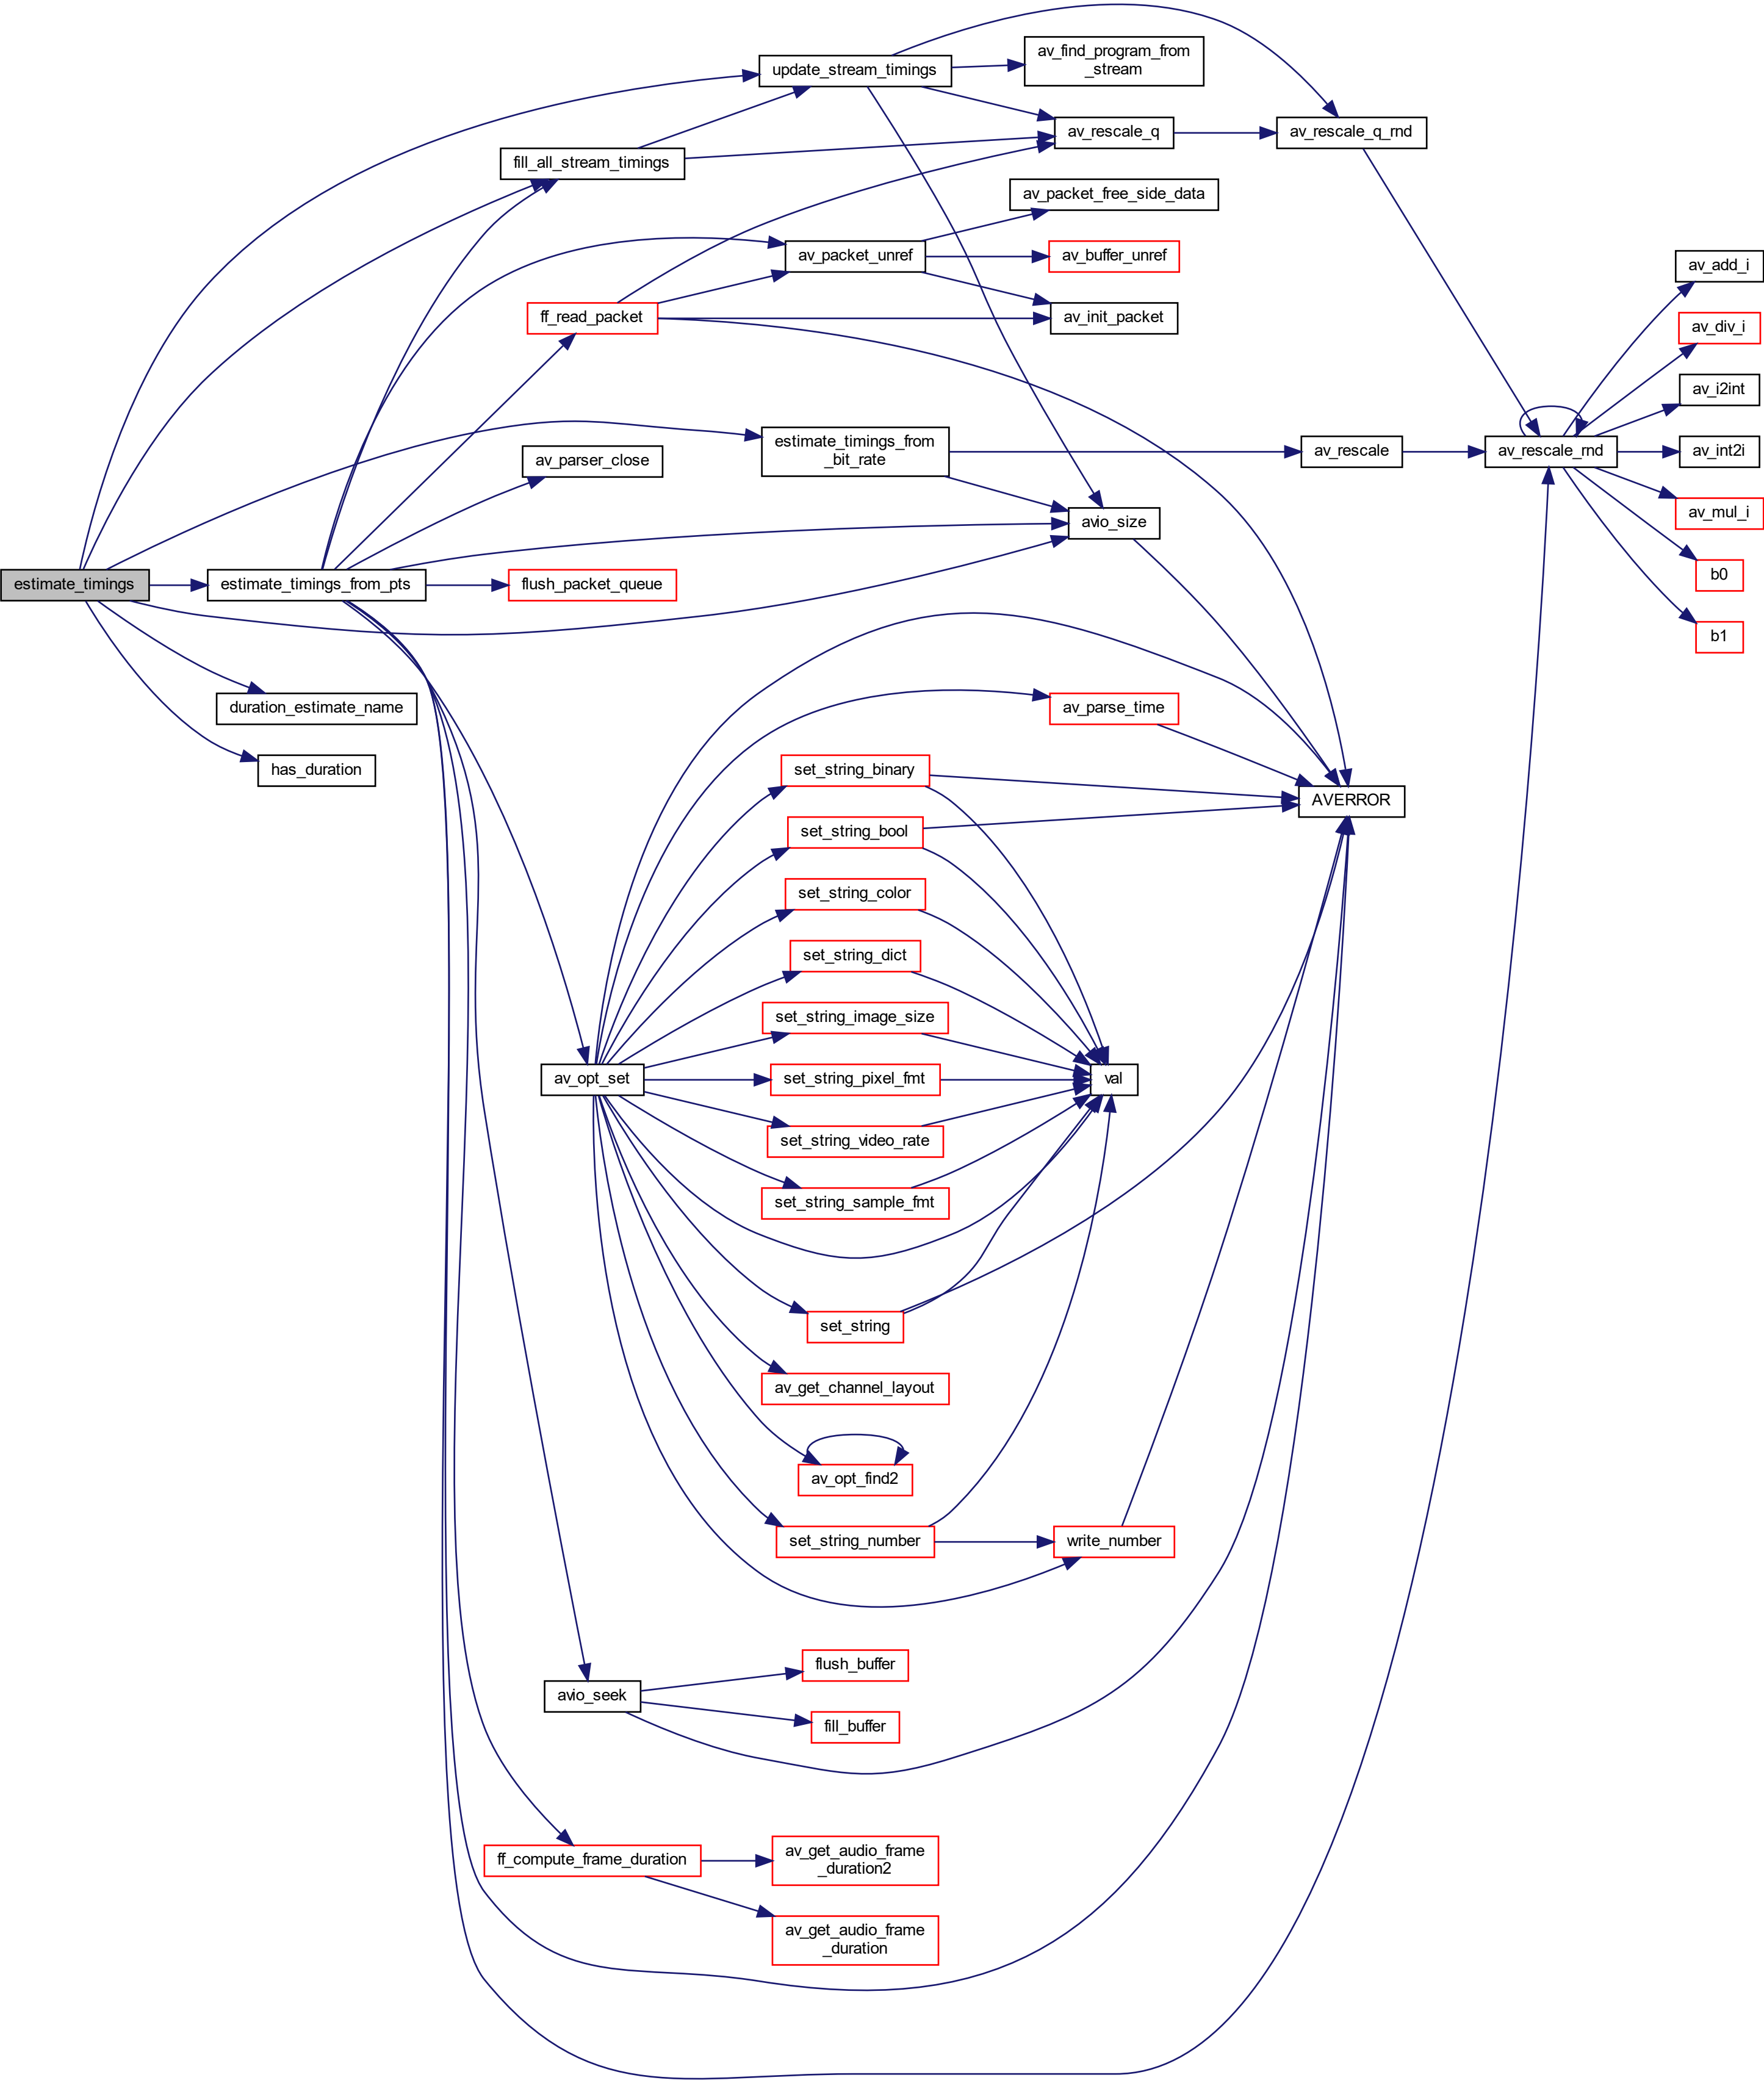 update_stream_timings
av_find_program_from
_stream
av_rescale_q
av_rescale_q_rnd
fill_all_stream_timings
av_packet_free_side_data
av_packet_unref
av_buffer_unref
av_add_i
ff_read_packet
av_init_packet
av_div_i
av_i2int
estimate_timings_from
_bit_rate
av_parser_close
av_rescale
av_rescale_rnd
av_int2i
avio_size
av_mul_i
estimate_timings
estimate_timings_from_pts
flush_packet_queue
b0
b1
duration_estimate_name
av_parse_time
has_duration
set_string_binary
AVERROR
set_string_bool
set_string_color
set_string_dict
set_string_image_size
av_opt_set
set_string_pixel_fmt
val
set_string_video_rate
set_string_sample_fmt
set_string
av_get_channel_layout
av_opt_find2
set_string_number
write_number
flush_buffer
avio_seek
fill_buffer
ff_compute_frame_duration
av_get_audio_frame
_duration2
av_get_audio_frame
_duration